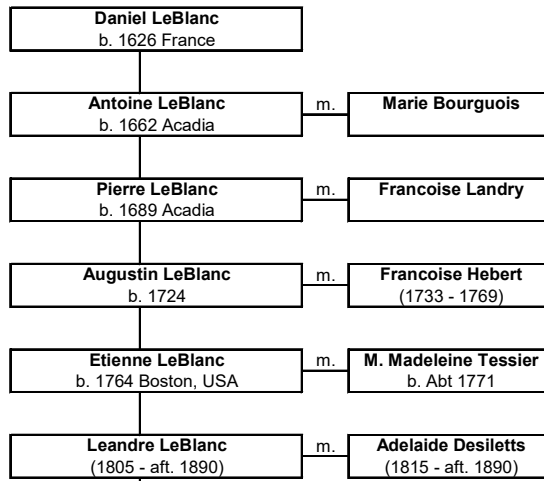 Daniel LeBlanc
b. 1626 France
Antoine LeBlanc
b. 1662 Acadia
m.
Marie Bourguois
Pierre LeBlanc
b. 1689 Acadia
m.
Francoise Landry
Augustin LeBlanc
b. 1724
m.
Francoise Hebert
(1733 - 1769)
Etienne LeBlanc
b. 1764 Boston, USA
m.
M. Madeleine Tessier
b. Abt 1771
Leandre LeBlanc
(1805 - aft. 1890)
m.
Adelaide Desiletts
(1815 - aft. 1890)